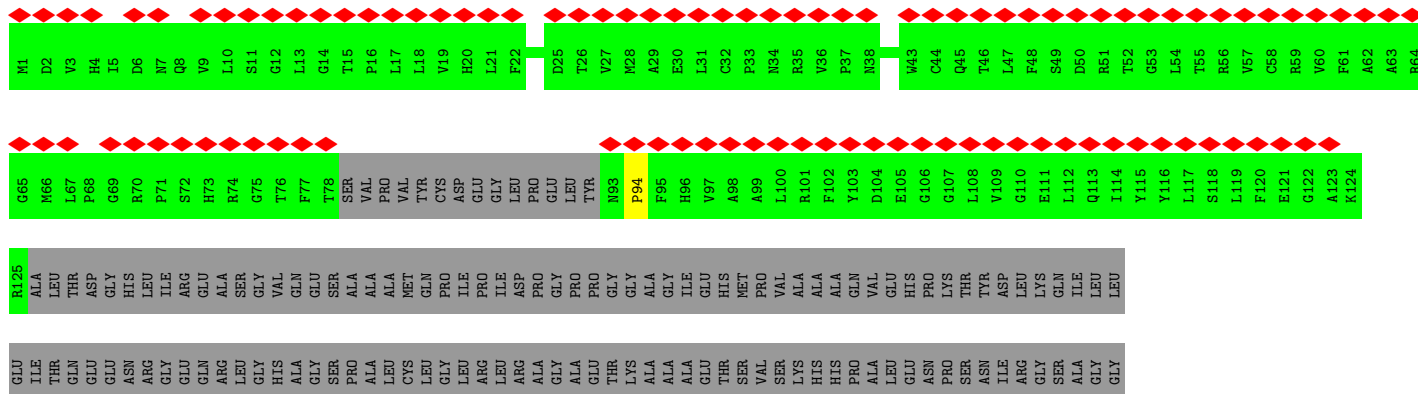 M1 D2 V3 H4 I5 D6 N7 Q8 V9 L10 S11 G12 L13 G14 T15 P16 L17 L18 V19 H20 L21 F22 D25 T26 V27 M28 A29 E30 L31 C32 P33 N34 R35 V36 P37 N38 W43 C44 Q45 T46 L47 F48 S49 D50 R51 T52 G53 L54 T55 R56 V57 C58 R59 V60 F61 A62 A63 R64
G65 M66 L67 P68 G69 R70 P71 S72 H73 R74 G75 T76 F77 T78 SER VAL PRO VAL TYR CYS ASP GLU GLY LEU PRO GLU LEU TYR N93 P94 F95 H96 V97 A98 A99 L100 R101 F102 Y103 D104 E105 G106 G107 L108 V109 G110 E111 L112 Q113 I114 Y115 Y116 L117 S118 L119 F120 E121 G122 A123 K124
R125 ALA LEU THR ASP GLY HIS LEU ILE ARG GLU ALA SER GLY VAL GLN GLU SER ALA ALA ALA MET GLN PRO ILE PRO ILE ASP PRO GLY PRO PRO GLY GLY ALA GLY ILE GLU HIS MET PRO VAL ALA ALA ALA GLN VAL GLU HIS PRO LYS THR TYR ASP LEU LYS GLN ILE LEU LEU
GLU ILE THR GLN GLU GLU ASN ARG GLY GLU GLN ARG LEU GLY HIS ALA GLY SER PRO ALA LEU CYS LEU GLY LEU ARG LEU ARG ALA GLY ALA GLU THR LYS ALA ALA ALA GLU THR SER VAL SER LYS HIS HIS PRO ALA LEU GLU ASN PRO SER ASN ILE ARG GLY SER ALA GLY GLY